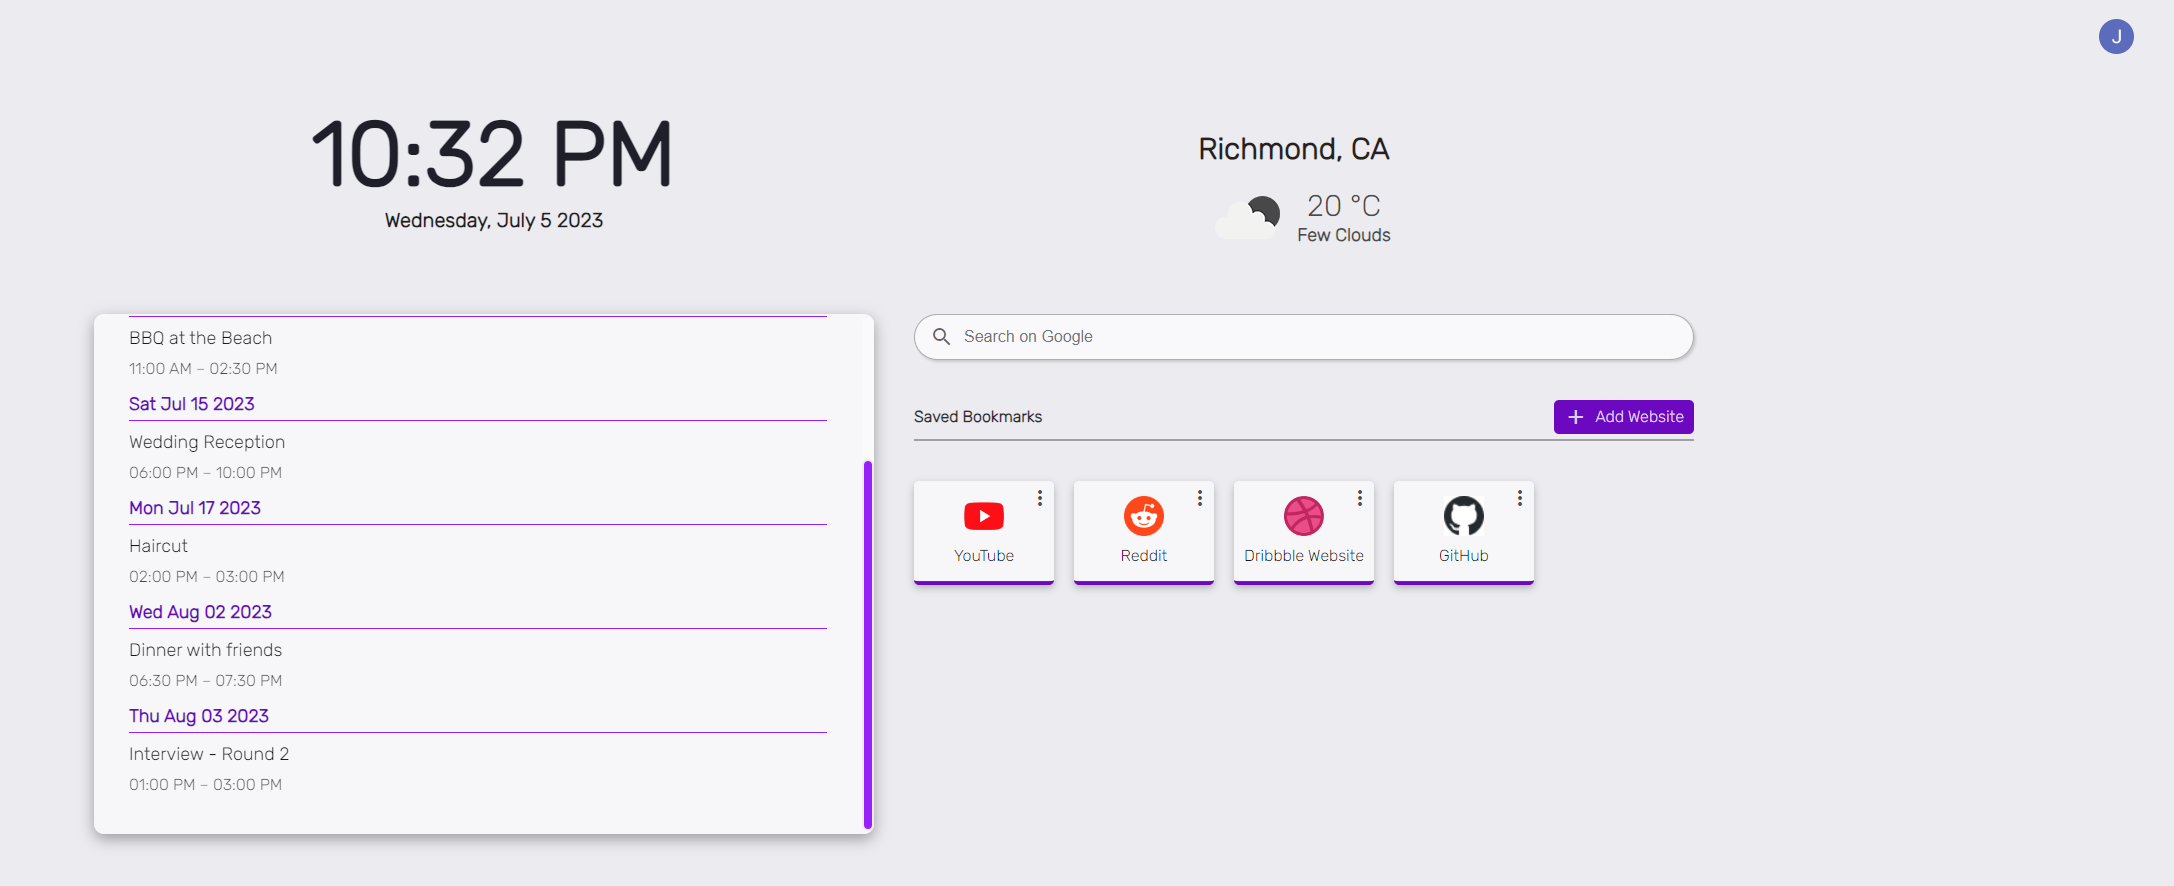 J
10:32 PM
Wednesday, July 5 2023
Richmond, CA
20 °C
Few Clouds
BBQ at the Beach
11:00 AM – 02:30 PM
Sat Jul 15 2023
Wedding Reception
06:00 PM – 10:00 PM
Mon Jul 17 2023
Haircut
02:00 PM – 03:00 PM
Wed Aug 02 2023
Dinner with friends
06:30 PM – 07:30 PM
Thu Aug 03 2023
Interview - Round 2
01:00 PM – 03:00 PM
Search on Google
Saved Bookmarks
Add Website
YouTube
Reddit
Dribbble Website
GitHub